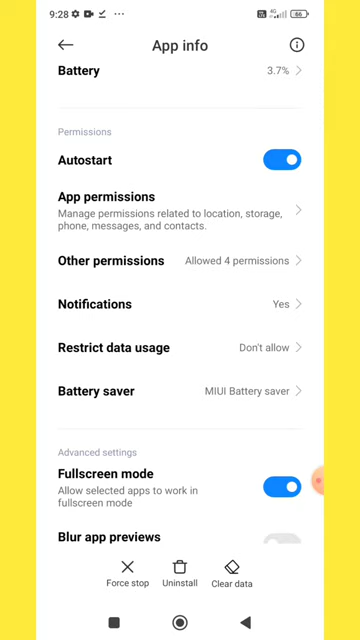 9:28
4G
66
App info
Battery 3.7%
Permissions
Autostart
App permissions
Manage permissions related to location, storage,
phone, messages, and contacts.
Other permissions Allowed 4 permissions
Notifications Yes
Restrict data usage Don't allow
Battery saver MIUI Battery saver
Advanced settings
Fullscreen mode
Allow selected apps to work in
fullscreen mode
Blur app previews
Force stop Uninstall Clear data